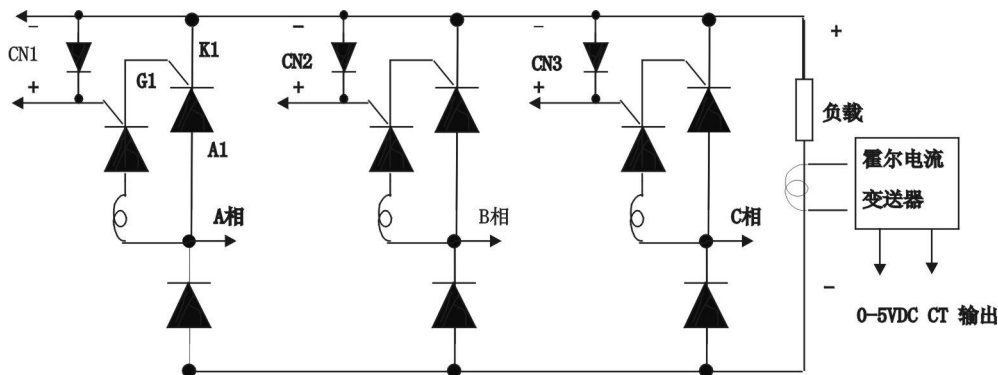 − − − +
CN1 K1 CN2 CN3
+ G1 + +
A1
负载
霍尔电流
变送器
A相 B相 C相
−
0-5VDC CT 输出